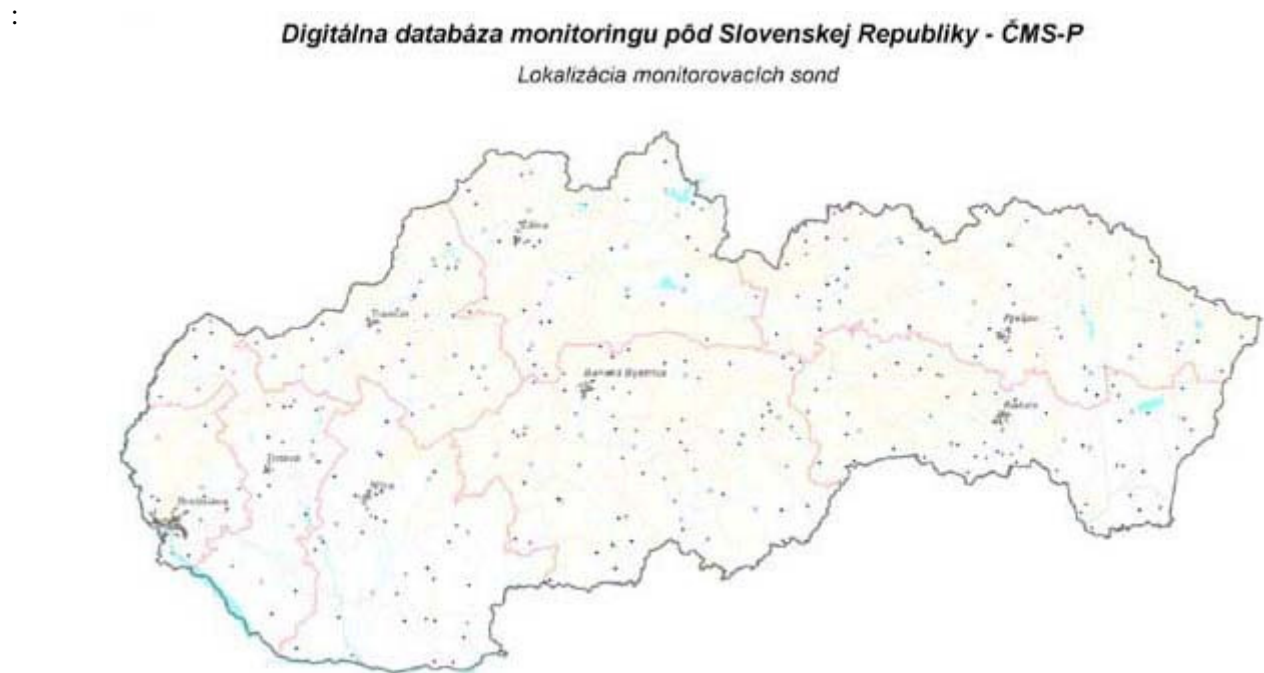 :
Digitálna databáza monitoringu pôd Slovenskej Republiky - ČMS-P
Lokalizácia monitorovacích sond
Žilina
Trenčín
Prešov
Banská Bystrica
Košice
Trnava
Nitra
Bratislava